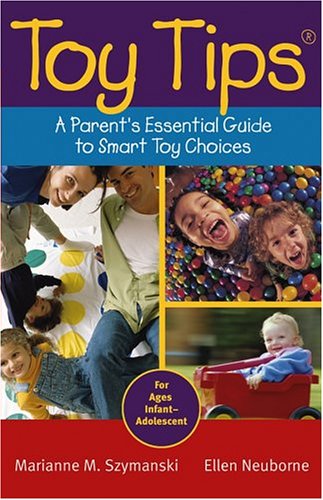 Toy Tips®
A Parent's Essential Guide
to Smart Toy Choices
For
Ages
Infant–
Adolescent
Marianne M. Szymanski Ellen Neuborne